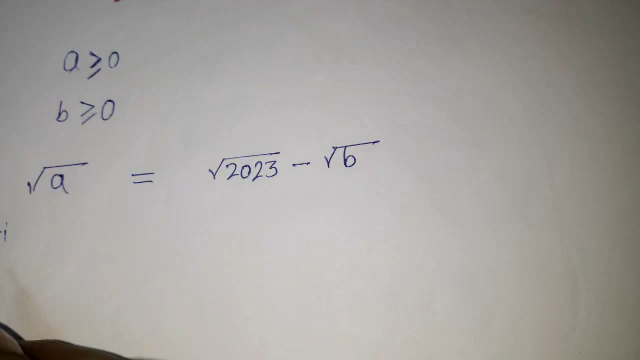 a ≥ 0
b ≥ 0
√a = √2023 - √b